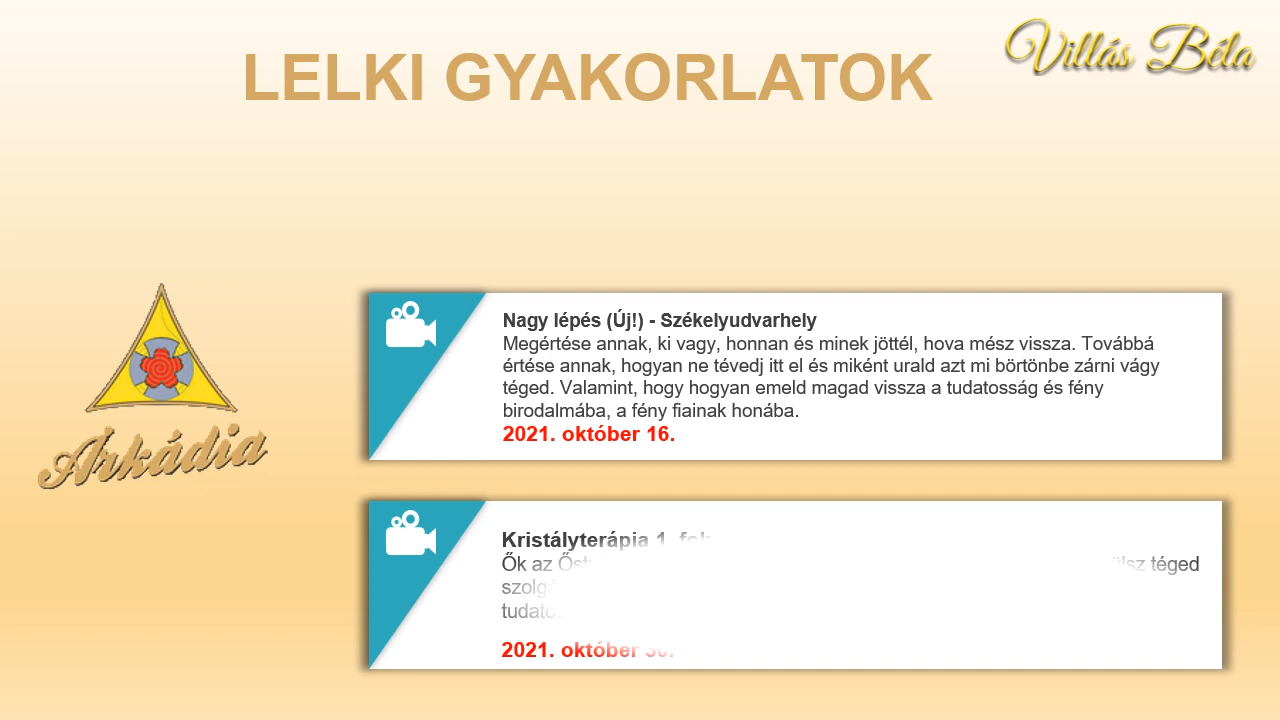 LELKI GYAKORLATOK
Villás Béla
Árkádia
Nagy lépés (Új!) - Székelyudvarhely
Megértése annak, ki vagy, honnan és minek jöttél, hova mész vissza. Továbbá
értése annak, hogyan ne tévedj itt el és miként urald azt mi börtönbe zárni vágy
téged. Valamint, hogy hogyan emeld magad vissza a tudatosság és fény
birodalmába, a fény fiainak honába.
2021. október 16.
Kristályterápia 1. fok
Ők az téged
2021. október 30.